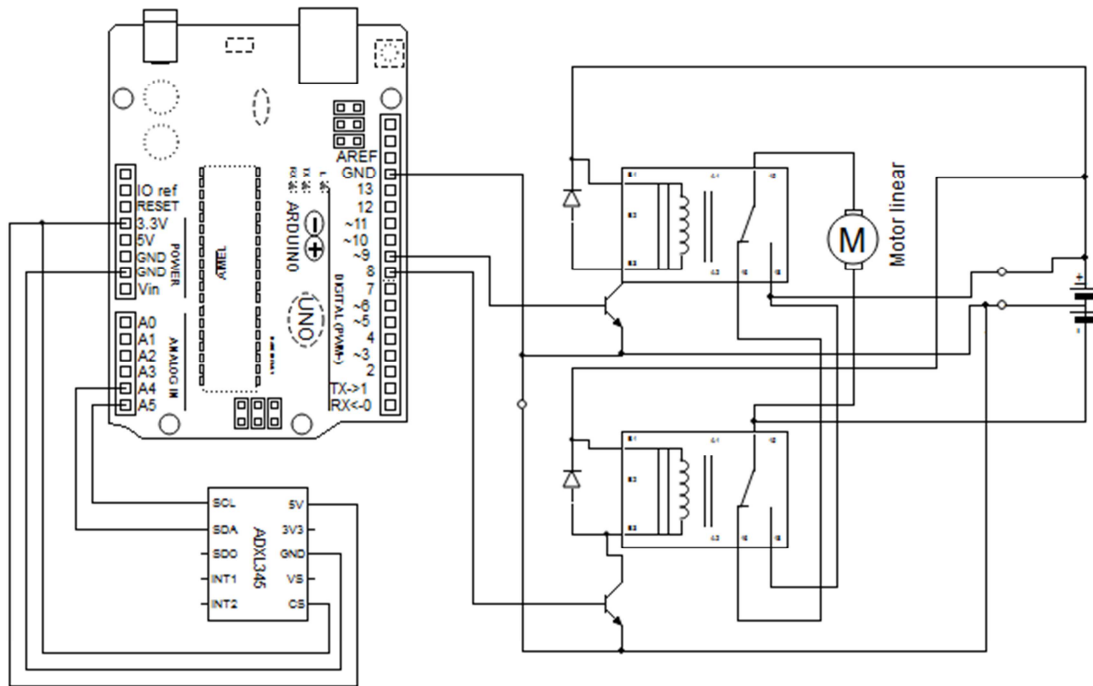 AREF
GND
13
12
~11
~10
~9
8
7
~6
~5
4
~3
2
TX->1
RX<-0
DIGITAL (PWM~)
IO ref
RESET
3.3V
5V
GND
GND
Vin
POWER
A0
A1
A2
A3
A4
A5
ANALOG IN
AMEL
ARDUINO
UNO
M
Motor linear
+
SCL
SDA
SDO
INT1
INT2
ADXL345
5V
3V3
GND
VS
CS